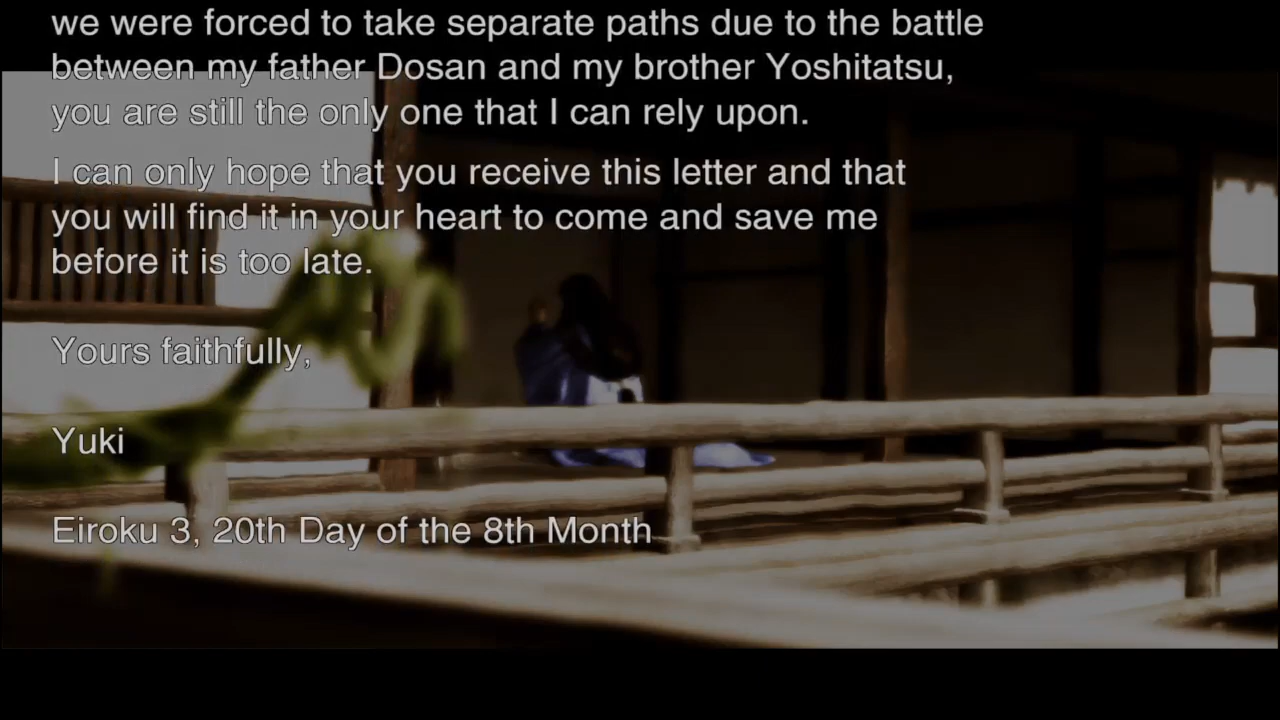 we were forced to take separate paths due to the battle
between my father Dosan and my brother Yoshitatsu,
you are still the only one that I can rely upon.
I can only hope that you receive this letter and that
you will find it in your heart to come and save me
before it is too late.
Yours faithfully,
Yuki
Eiroku 3, 20th Day of the 8th Month